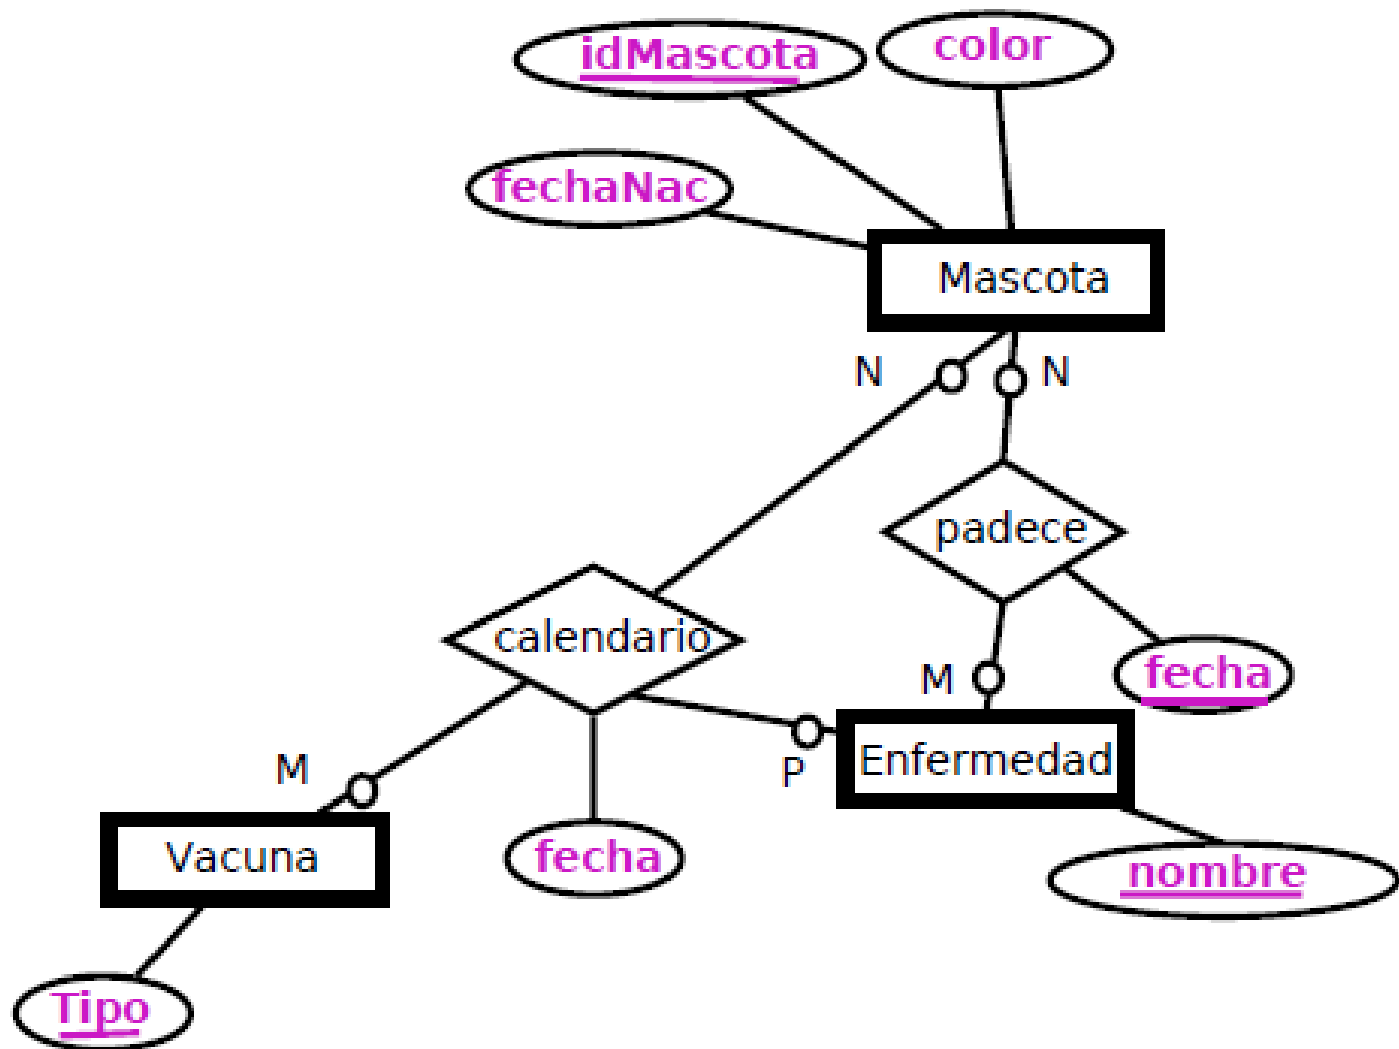 idMascota
color
fechaNac
Mascota
N
N
padece
calendario
fecha
M
Enfermedad
P
M
Vacuna
fecha
nombre
Tipo